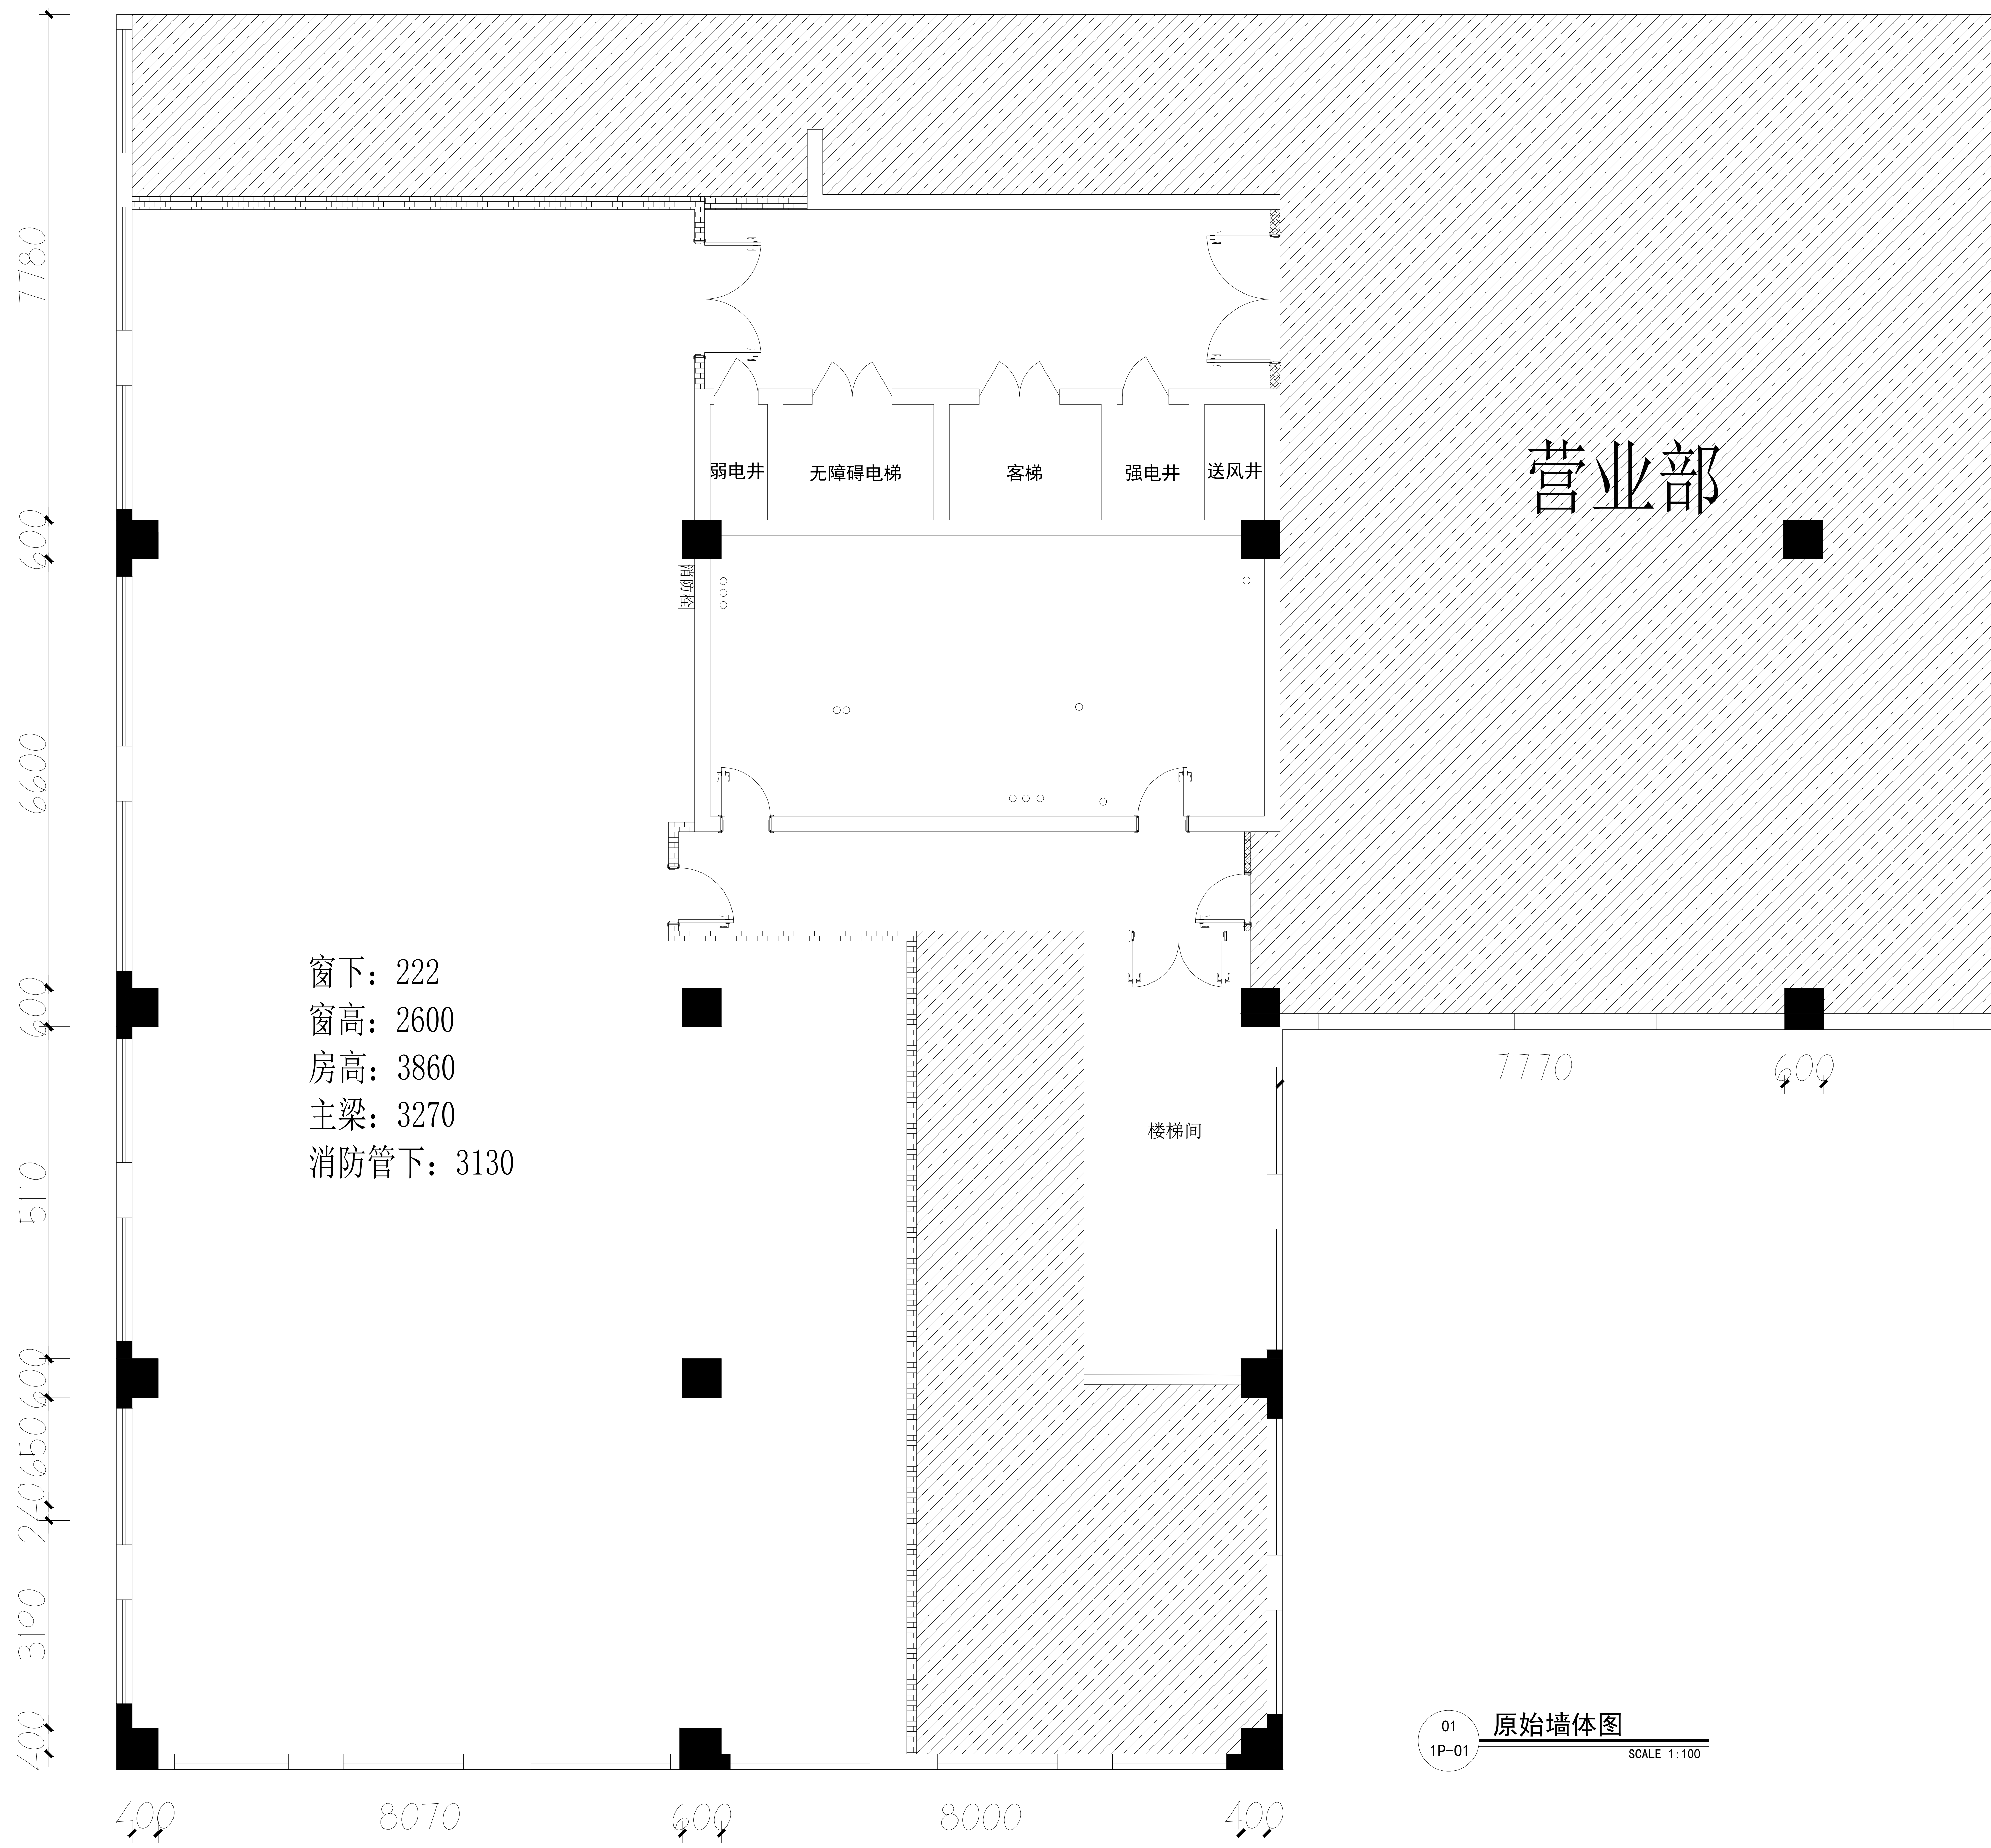 弱电井
无障碍电梯
客梯
强电井
送风井
营业部
消防栓
窗下：222
窗高：2600
房高：3860
主梁：3270
消防管下：3130
楼梯间
7780
600
6600
600
5110
600
1650
240
3190
400
7770
600
400
8070
600
8000
400
01
1P-01
原始墙体图
SCALE 1:100